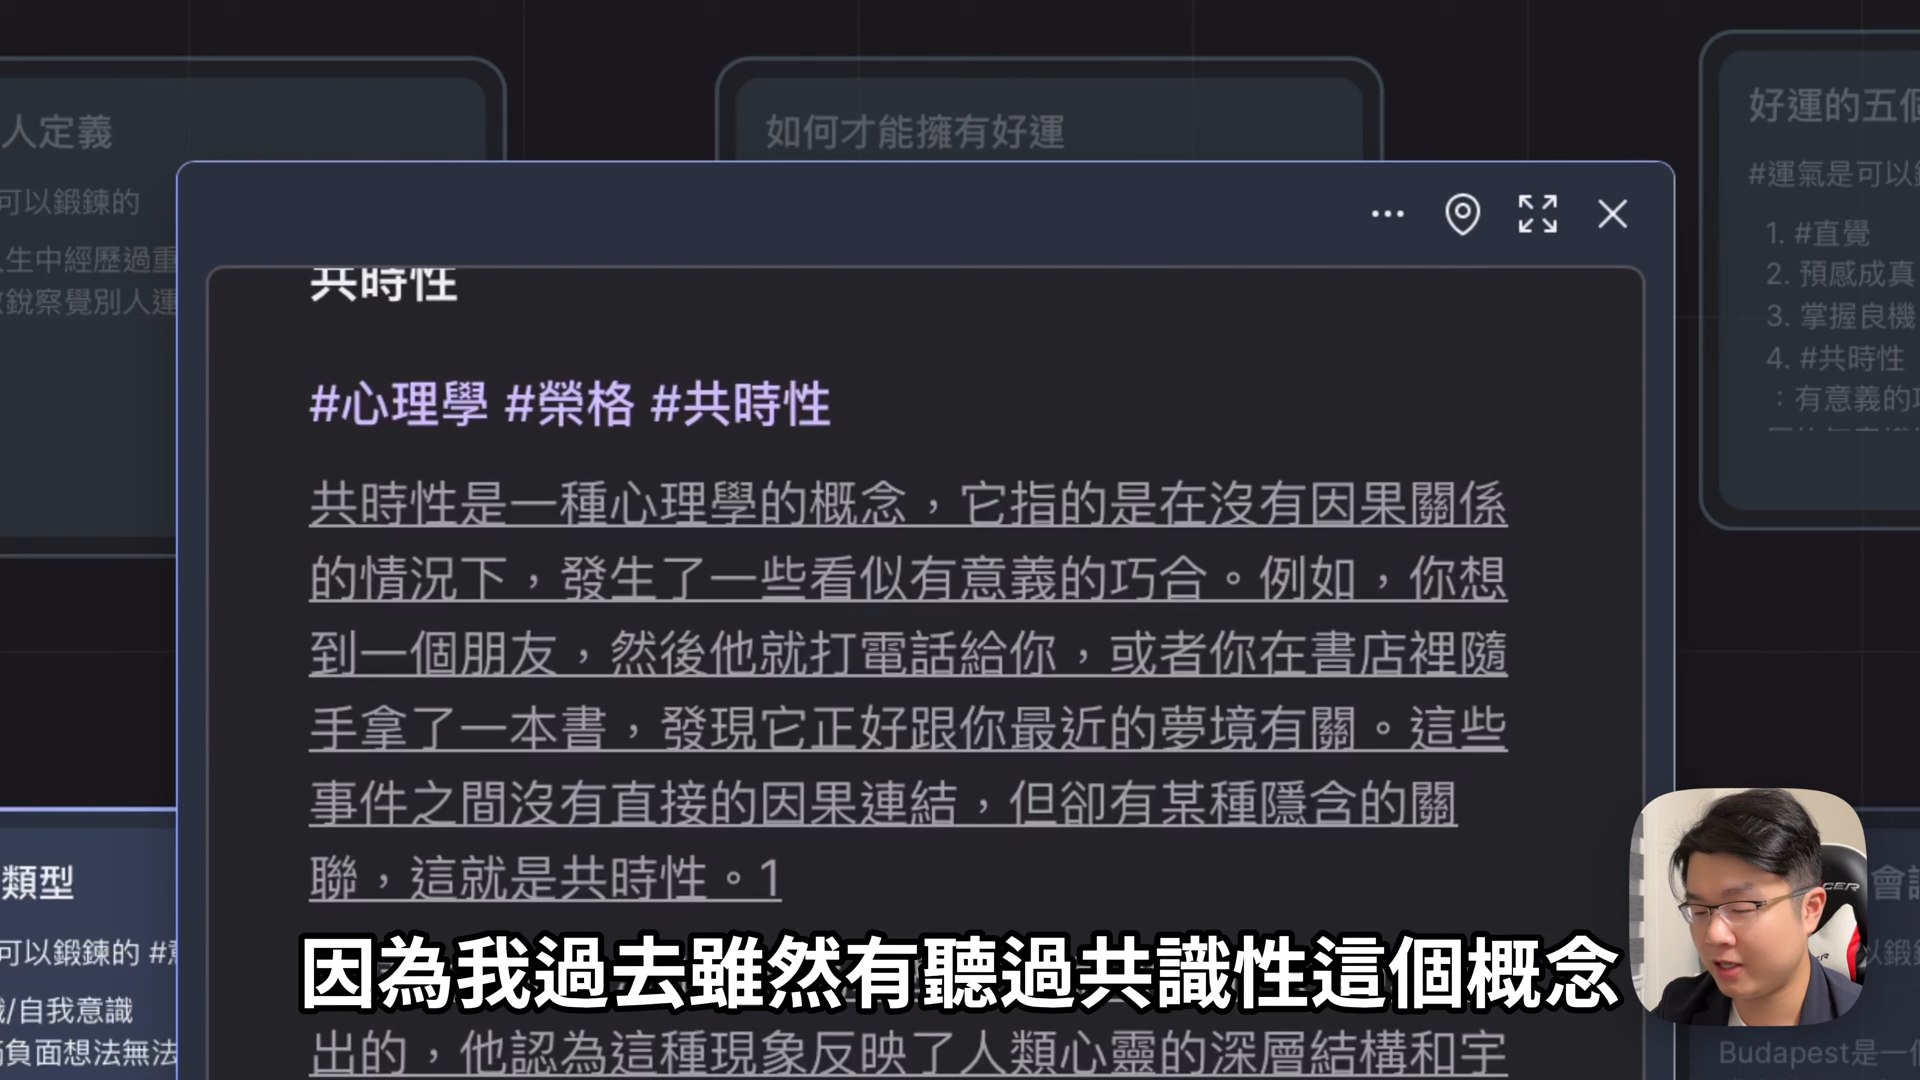 人定義
可以鍛鍊的
人生中經歷過重
敏銳察覺別人運
如何才能擁有好運
好運的五個
#運氣是可以鍛
1. #直覺
2. 預感成真
3. 掌握良機
4. #共時性
：有意義的巧
共時性
#心理學 #榮格 #共時性
共時性是一種心理學的概念，它指的是在沒有因果關係
的情況下，發生了一些看似有意義的巧合。例如，你想
到一個朋友，然後他就打電話給你，或者你在書店裡隨
手拿了一本書，發現它正好跟你最近的夢境有關。這些
事件之間沒有直接的因果連結，但卻有某種隱含的關
聯，這就是共時性。1
出的，他認為這種現象反映了人類心靈的深層結構和宇
類型
可以鍛鍊的 #意
/自我意識
負面想法無法
會
以鍛
Budapest是一個
因為我過去雖然有聽過共識性這個概念